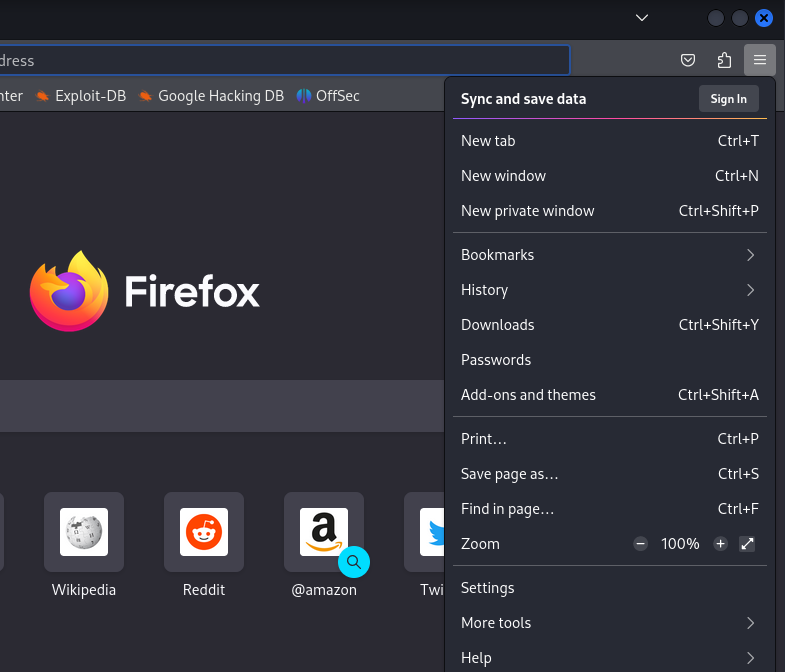 dress
nter Exploit-DB Google Hacking DB OffSec
Sync and save data Sign In
New tab Ctrl+T
New window Ctrl+N
New private window Ctrl+Shift+P
Bookmarks
History
Downloads Ctrl+Shift+Y
Passwords
Add-ons and themes Ctrl+Shift+A
Print… Ctrl+P
Save page as… Ctrl+S
Find in page… Ctrl+F
Zoom 100%
Settings
More tools
Help
Firefox
Wikipedia Reddit @amazon Twi